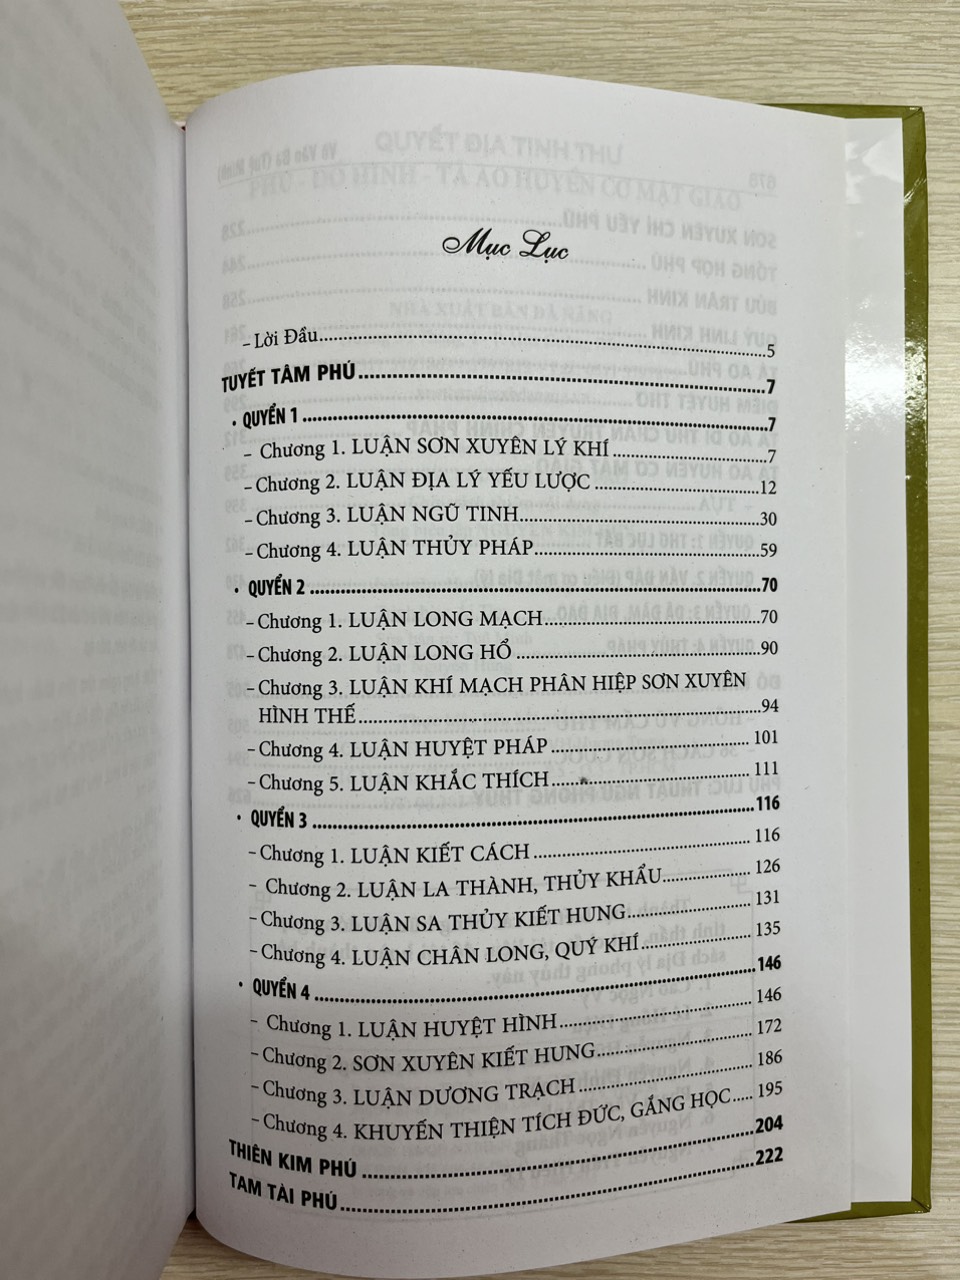 Mục Lục
– Lời Đầu....................5
TUYẾT TÂM PHÚ....................7
• QUYỂN 1....................7
– Chương 1. LUẬN SƠN XUYÊN LÝ KHÍ....................7
– Chương 2. LUẬN ĐỊA LÝ YẾU LƯỢC....................12
– Chương 3. LUẬN NGŨ TINH....................30
– Chương 4. LUẬN THỦY PHÁP....................59
• QUYỂN 2....................70
– Chương 1. LUẬN LONG MẠCH....................70
– Chương 2. LUẬN LONG HỔ....................90
– Chương 3. LUẬN KHÍ MẠCH PHÂN HIỆP SƠN XUYÊN
HÌNH THẾ....................94
– Chương 4. LUẬN HUYỆT PHÁP....................101
– Chương 5. LUẬN KHẮC THÍCH....................111
• QUYỂN 3....................116
– Chương 1. LUẬN KIẾT CÁCH....................116
– Chương 2. LUẬN LA THÀNH, THỦY KHẨU....................126
– Chương 3. LUẬN SA THỦY KIẾT HUNG....................131
– Chương 4. LUẬN CHÂN LONG, QUÝ KHÍ....................135
• QUYỂN 4....................146
– Chương 1. LUẬN HUYỆT HÌNH....................146
– Chương 2. SƠN XUYÊN KIẾT HUNG....................172
– Chương 3. LUẬN DƯƠNG TRẠCH....................186
– Chương 4. KHUYẾN THIỆN TÍCH ĐỨC, GẮNG HỌC.....195
THIÊN KIM PHÚ....................204
TAM TÀI PHÚ....................222